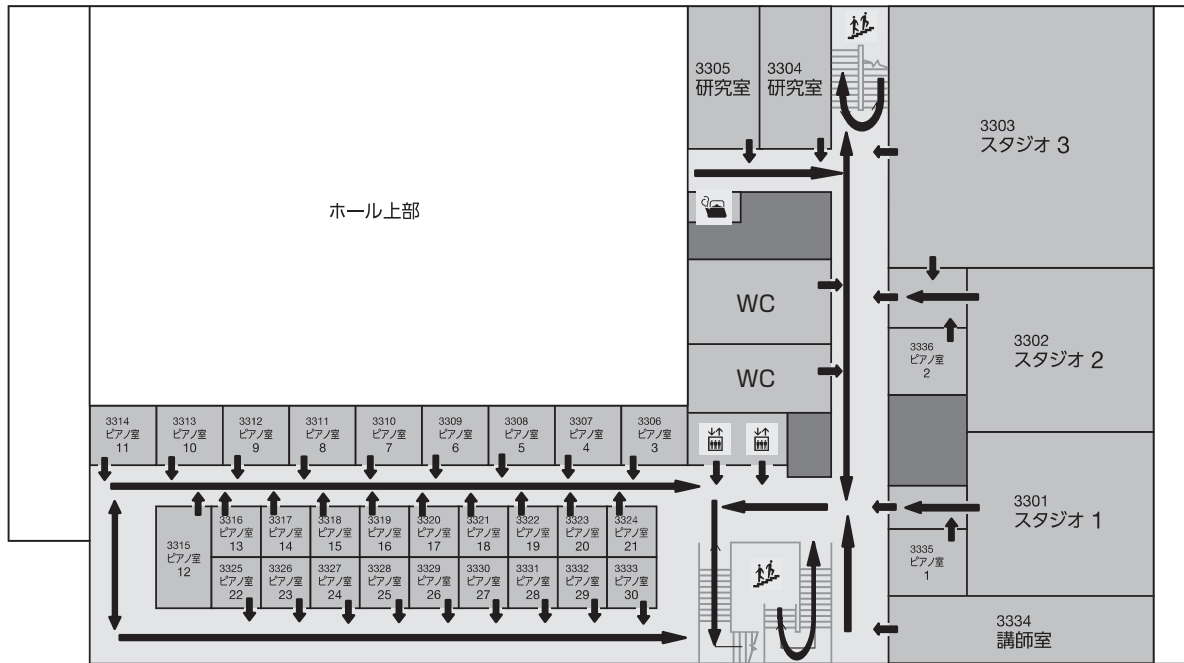 3305
研究室
3304
研究室
3303
スタジオ 3
ホール上部
WC
3302
スタジオ 2
3336
ピアノ室
2
WC
3314
ピアノ室
11
3313
ピアノ室
10
3312
ピアノ室
9
3311
ピアノ室
8
3310
ピアノ室
7
3309
ピアノ室
6
3308
ピアノ室
5
3307
ピアノ室
4
3306
ピアノ室
3
3301
スタジオ 1
3315
ピアノ室
12
3316
ピアノ室
13
3317
ピアノ室
14
3318
ピアノ室
15
3319
ピアノ室
16
3320
ピアノ室
17
3321
ピアノ室
18
3322
ピアノ室
19
3323
ピアノ室
20
3324
ピアノ室
21
3335
ピアノ室
1
3325
ピアノ室
22
3326
ピアノ室
23
3327
ピアノ室
24
3328
ピアノ室
25
3329
ピアノ室
26
3330
ピアノ室
27
3331
ピアノ室
28
3332
ピアノ室
29
3333
ピアノ室
30
3334
講師室